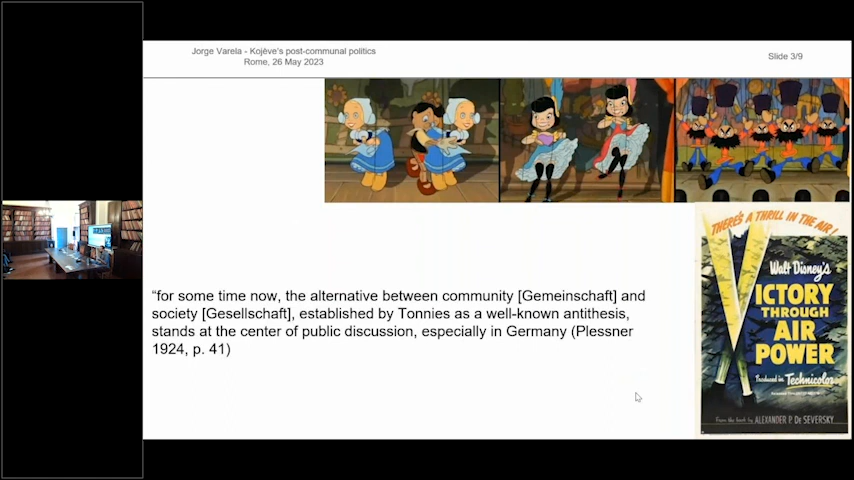 Jorge Varela - Kojève's post-communal politics
Rome, 26 May 2023
Slide 3/9
THERE'S A THRILL IN THE AIR!
Walt Disney's
VICTORY
THROUGH
AIR
POWER
Produced in Technicolor
From the book by ALEXANDER P. DE SEVERSKY
“for some time now, the alternative between community [Gemeinschaft] and
society [Gesellschaft], established by Tonnies as a well-known antithesis,
stands at the center of public discussion, especially in Germany (Plessner
1924, p. 41)